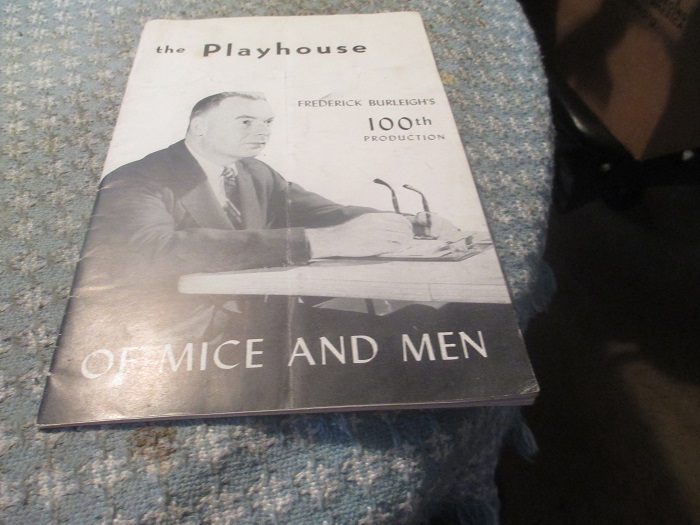 the Playhouse
FREDERICK BURLEIGH'S
100th
PRODUCTION
OF MICE AND MEN